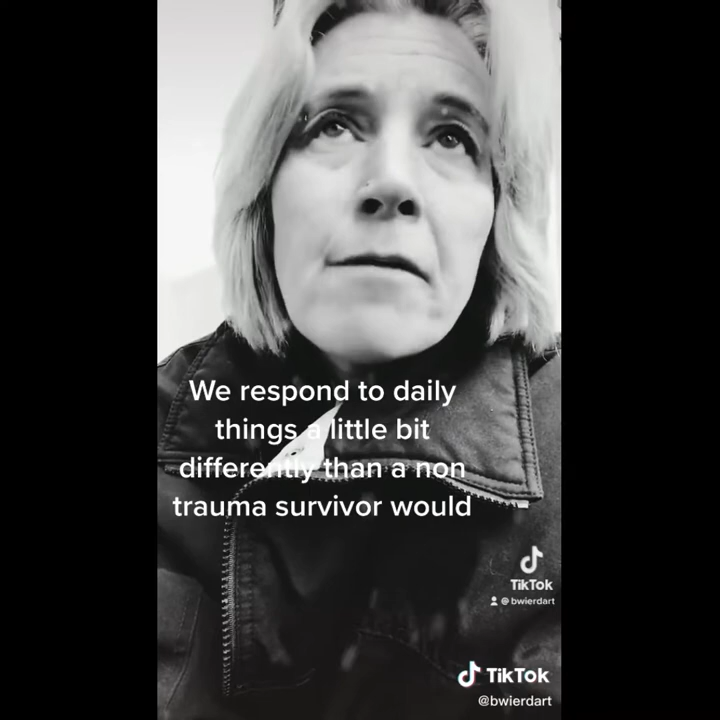 We respond to daily
things a little bit
differently than a non
trauma survivor would
TikTok
@bwierdart
TikTok
@bwierdart